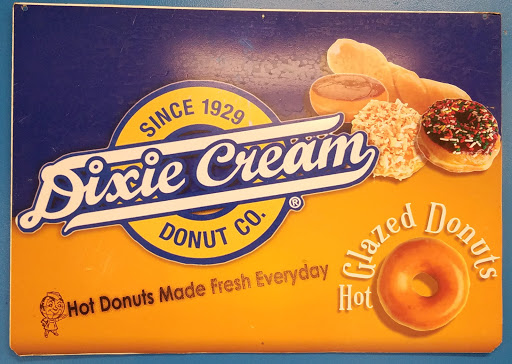 SINCE 1929
Dixie Cream
DONUT CO. ®
Hot Glazed Donuts
Hot Donuts Made Fresh Everyday